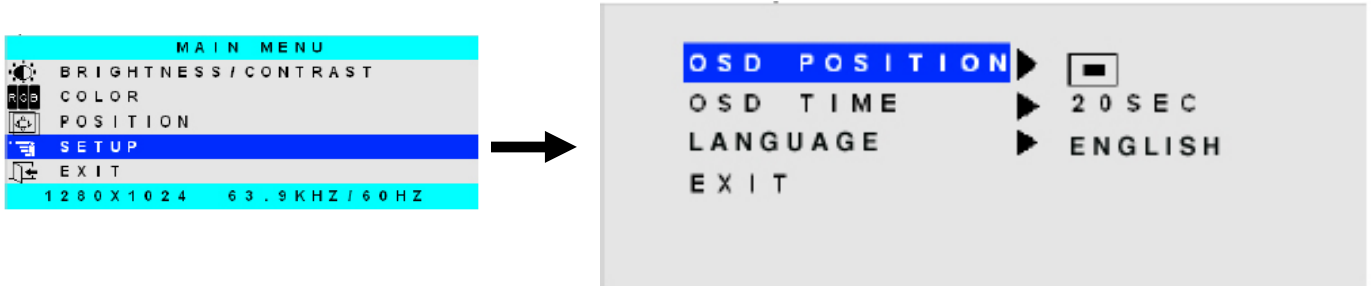 MAIN MENU
BRIGHTNESS/CONTRAST
RGB COLOR
POSITION
SETUP
EXIT
1280X1024 63.9KHZ/60HZ
OSD POSITION
OSD TIME 20SEC
LANGUAGE ENGLISH
EXIT